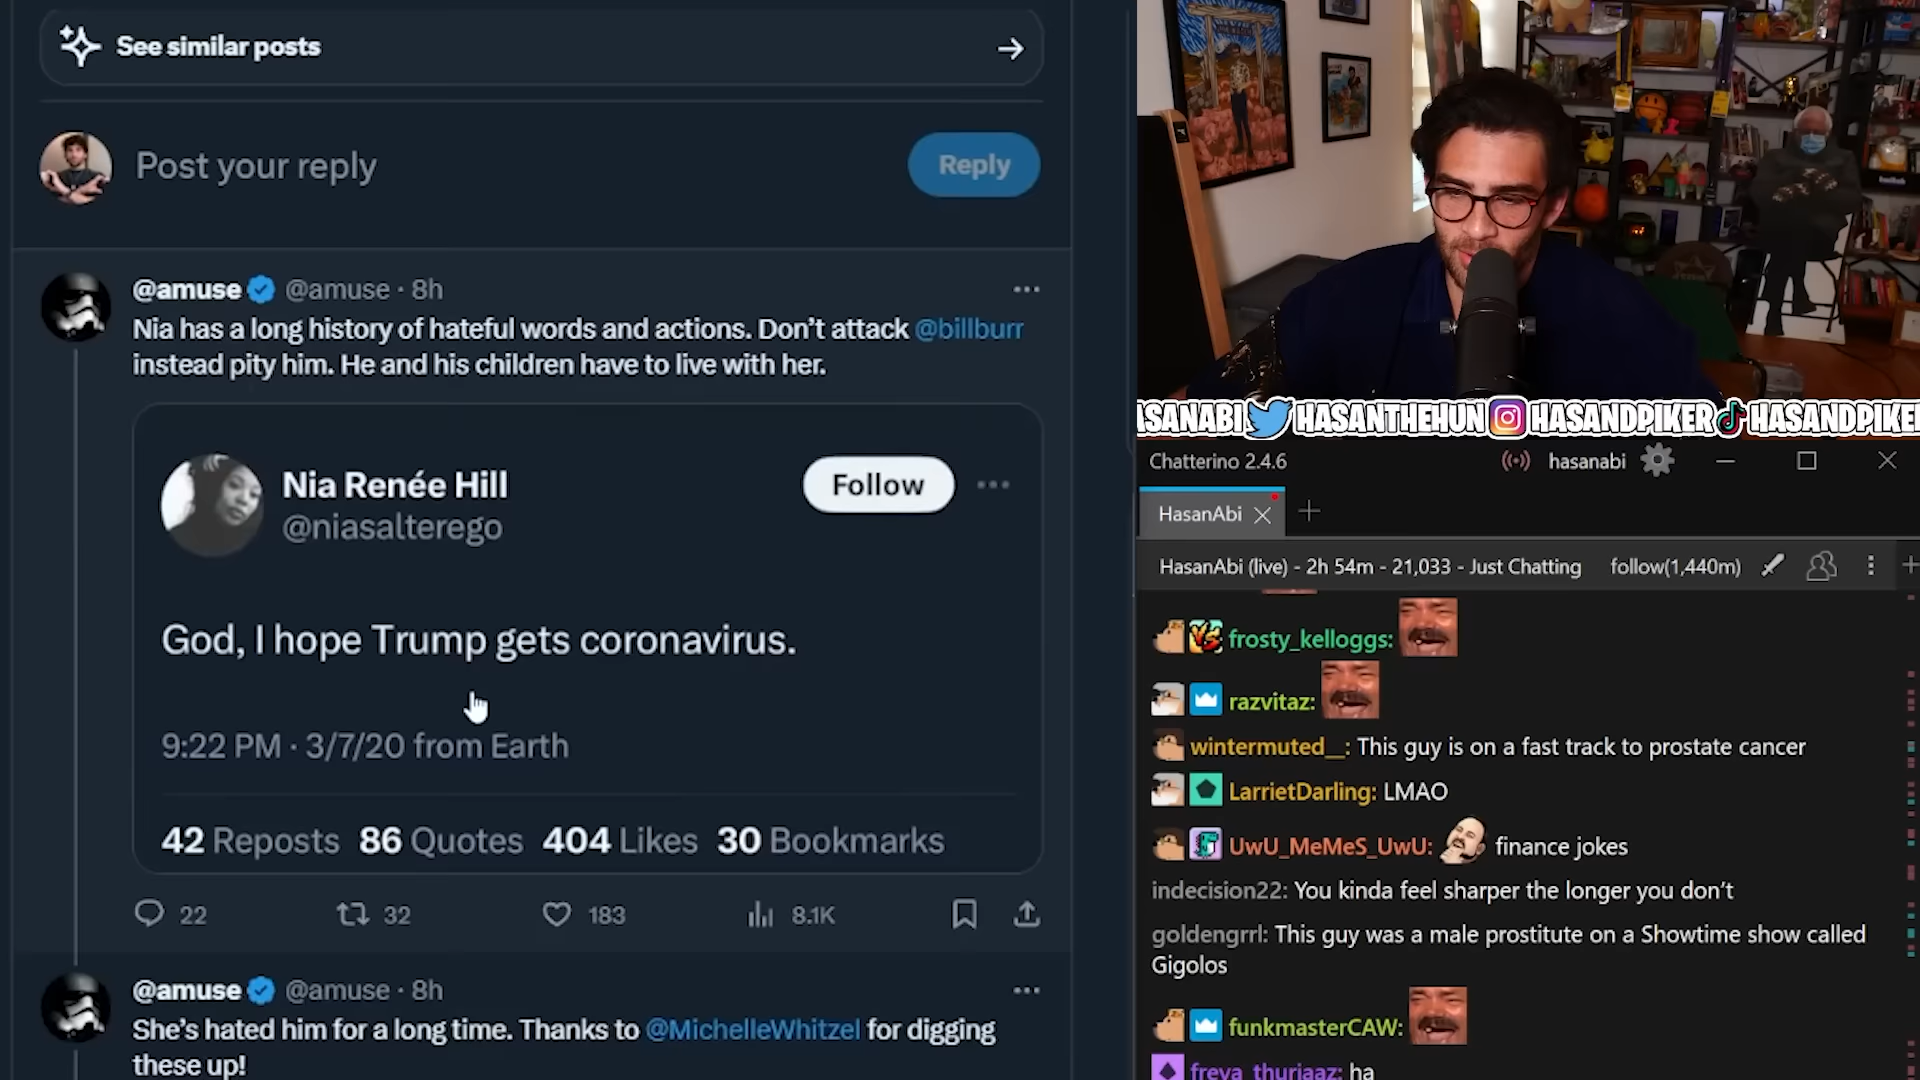 See similar posts
Post your reply
Reply
@amuse @amuse · 8h
Nia has a long history of hateful words and actions. Don't attack @billburr
instead pity him. He and his children have to live with her.
Nia Renée Hill
@niasalterego
Follow
God, I hope Trump gets coronavirus.
9:22 PM · 3/7/20 from Earth
42 Reposts 86 Quotes 404 Likes 30 Bookmarks
22 32 183 8.1K
@amuse @amuse · 8h
She's hated him for a long time. Thanks to @MichelleWhitzel for digging
these up!
ASANABI HASANTHEHUN HASANDPIKER HASANDPIKER
Chatterino 2.4.6 hasanabi
HasanAbi
HasanAbi (live) - 2h 54m - 21,033 - Just Chatting follow(1,440m)
frosty_kelloggs:
razvitaz:
wintermuted__: This guy is on a fast track to prostate cancer
LarrietDarling: LMAO
UwU_MeMeS_UwU: finance jokes
indecision22: You kinda feel sharper the longer you don't
goldengrrl: This guy was a male prostitute on a Showtime show called
Gigolos
funkmasterCAW:
freya_thuriaaz: ha